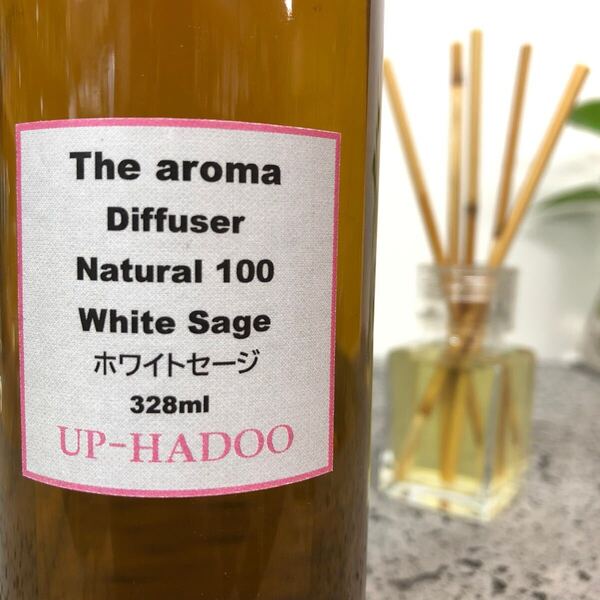 The aroma
Diffuser
Natural 100
White Sage
ホワイトセージ
328ml
UP-HADOO